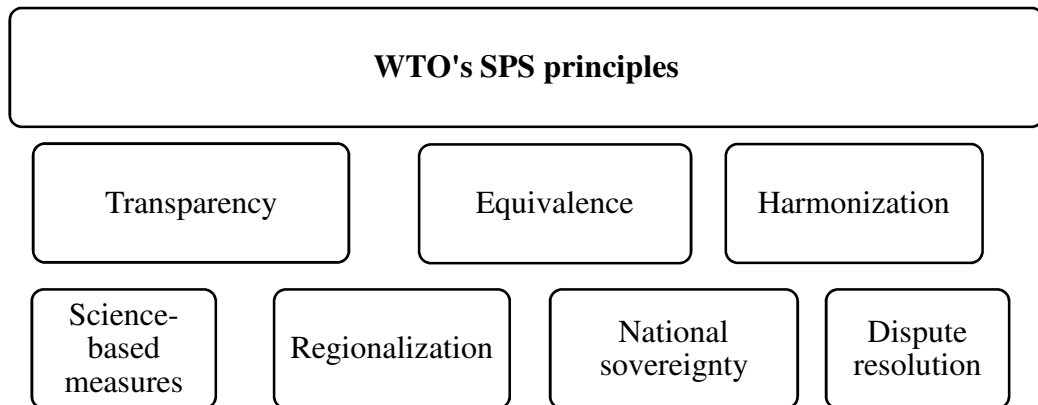 WTO's SPS principles
Transparency
Equivalence
Harmonization
Science-
based
measures
Regionalization
National
sovereignty
Dispute
resolution